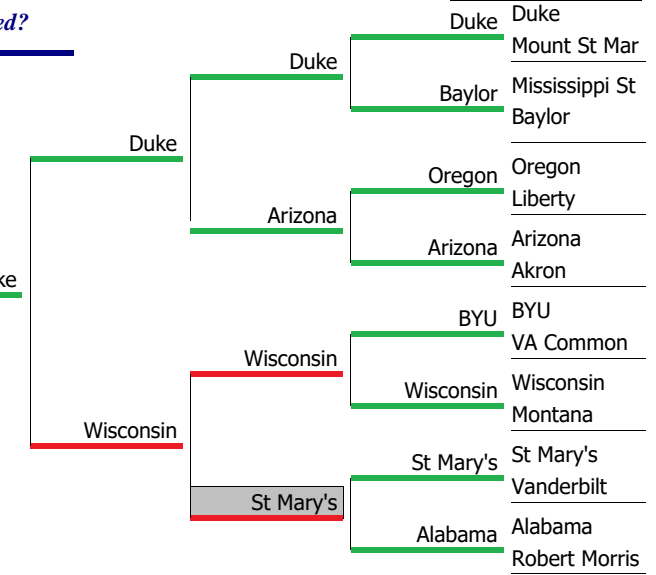 Duke
Duke
ed?
Mount St Mar
Duke
Mississippi St
Baylor
Baylor
Duke
Oregon
Oregon
Liberty
Arizona
Arizona
Arizona
Akron
ke
BYU
BYU
VA Common
Wisconsin
Wisconsin
Wisconsin
Montana
Wisconsin
St Mary's
St Mary's
Vanderbilt
St Mary's
Alabama
Alabama
Robert Morris